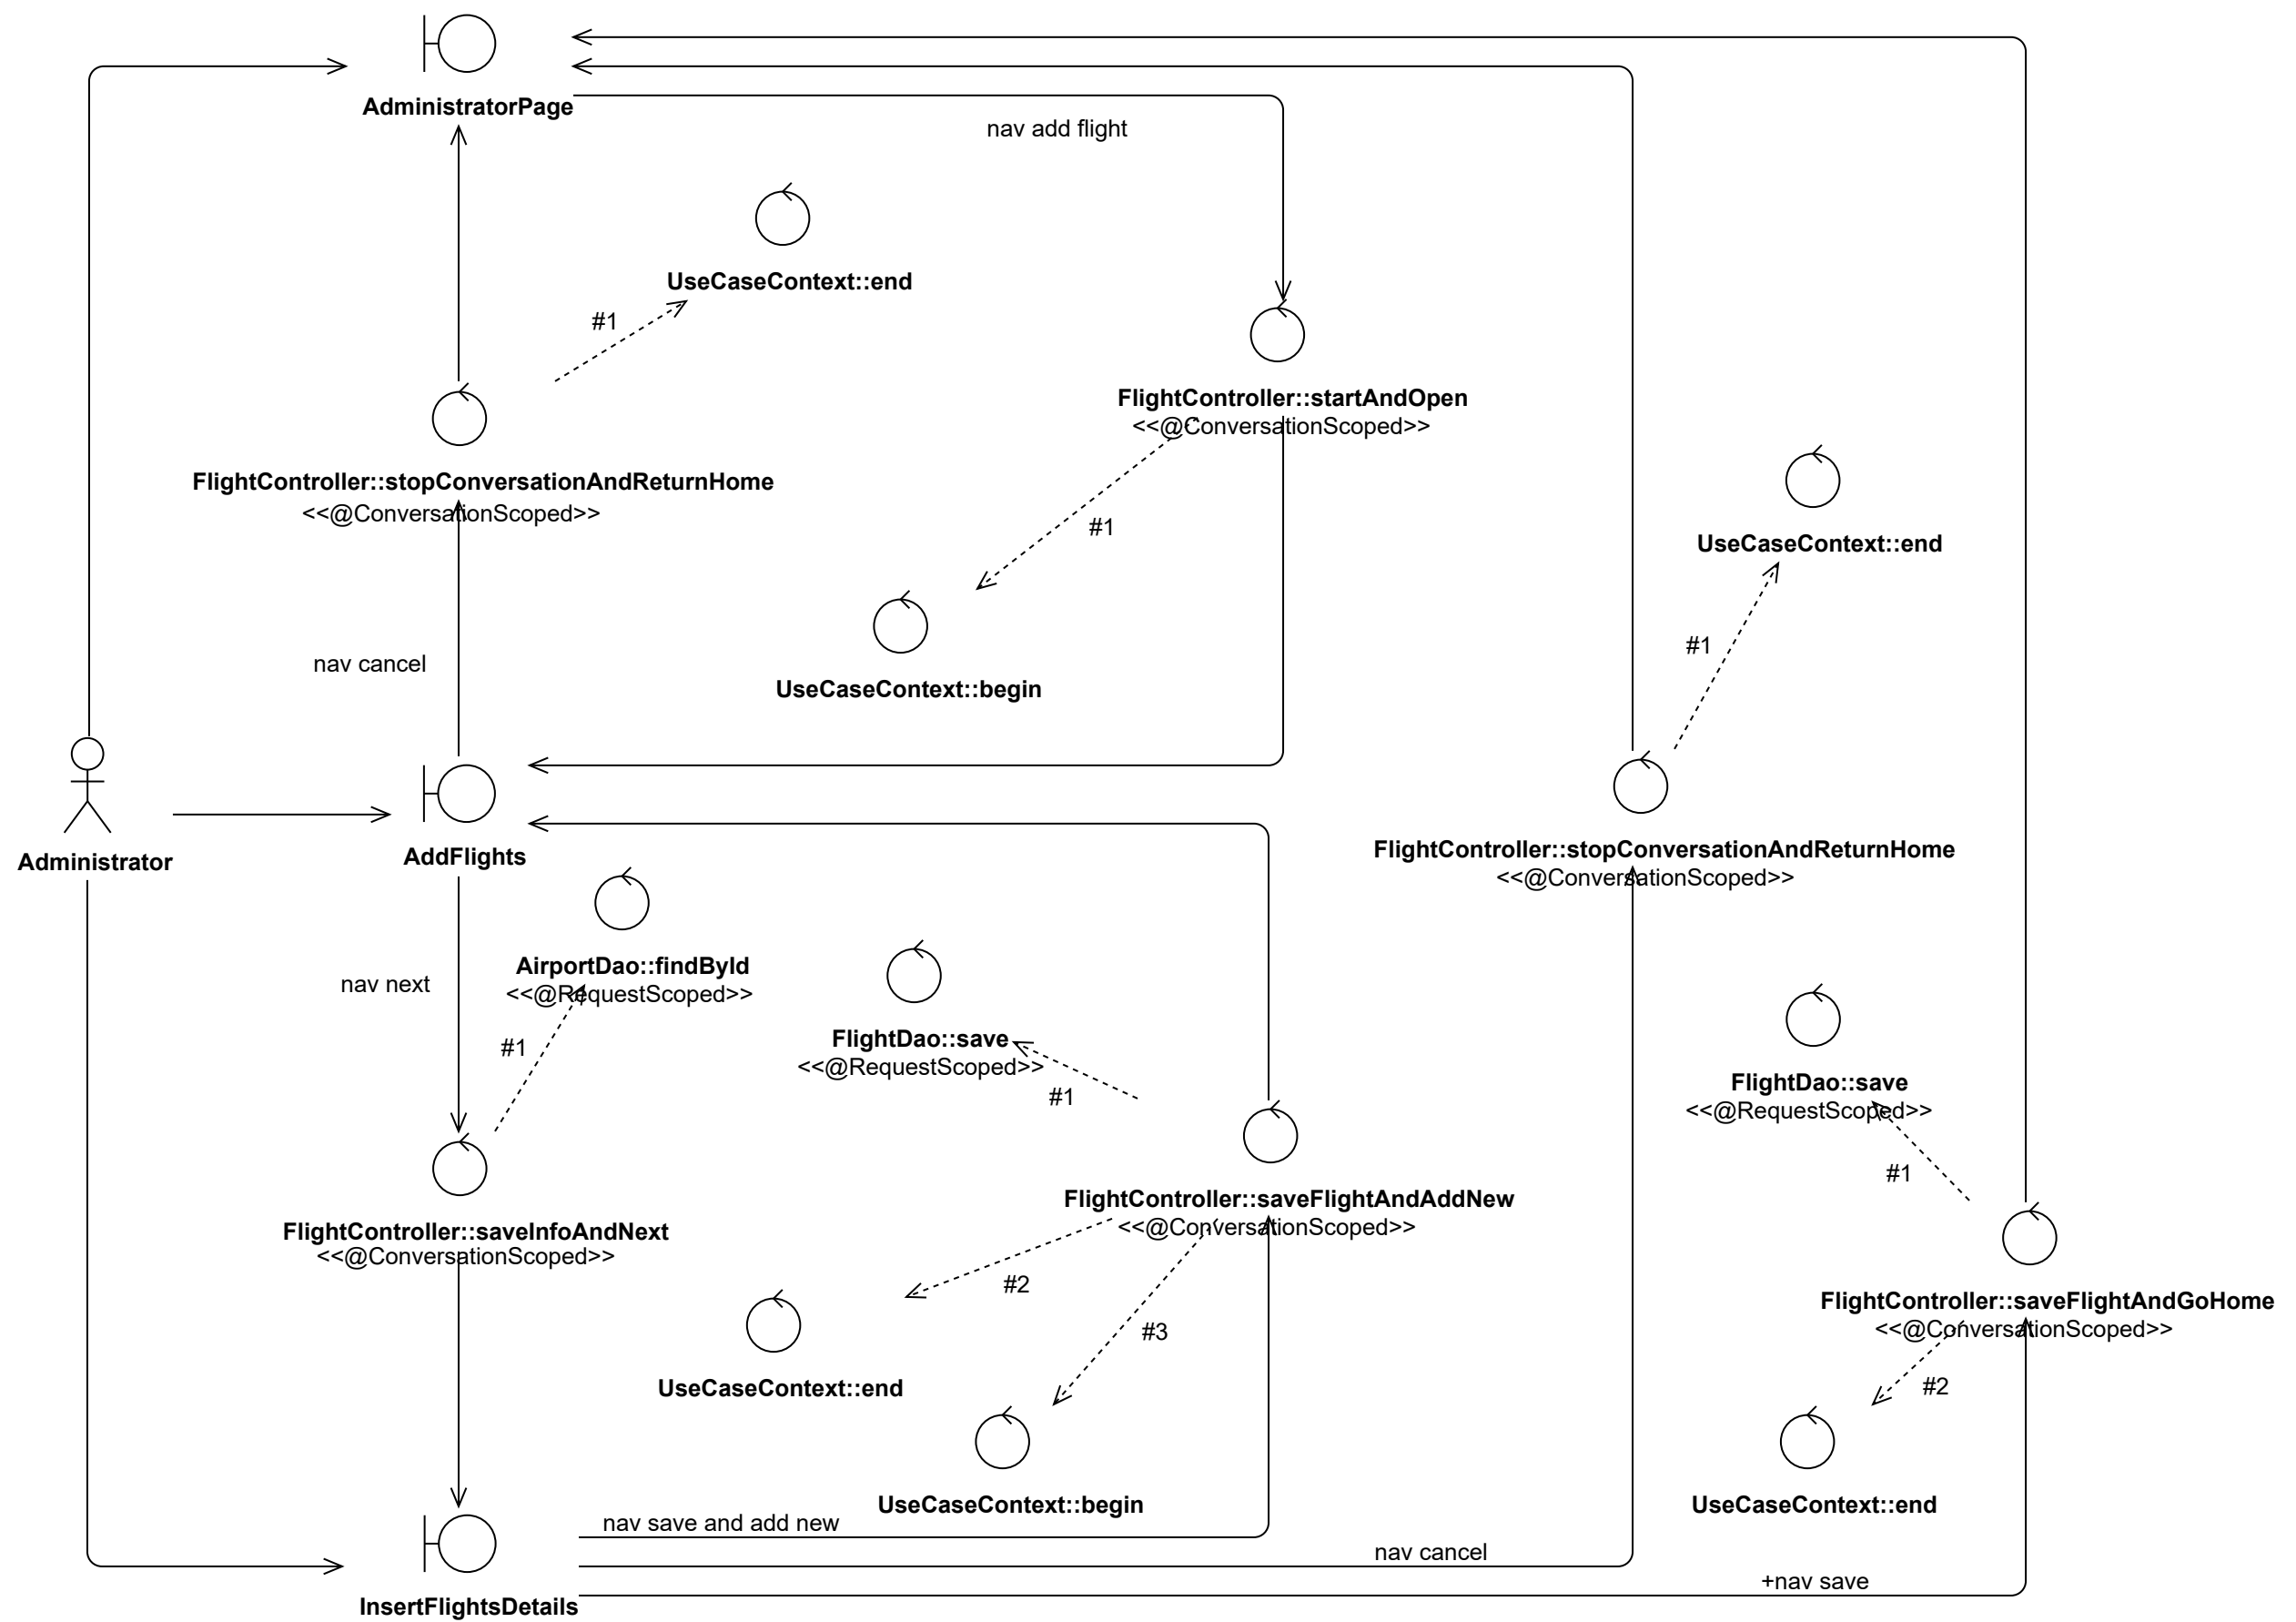 AdministratorPage
nav add flight
UseCaseContext::end
#1
FlightController::startAndOpen
<<@ConversationScoped>>
FlightController::stopConversationAndReturnHome
<<@ConversationScoped>>
#1
UseCaseContext::end
#1
nav cancel
UseCaseContext::begin
Administrator
AddFlights
FlightController::stopConversationAndReturnHome
<<@ConversationScoped>>
AirportDao::findById
<<@RequestScoped>>
nav next
#1
FlightDao::save
<<@RequestScoped>>
#1
FlightDao::save
<<@RequestScoped>>
#1
FlightController::saveFlightAndAddNew
<<@ConversationScoped>>
FlightController::saveInfoAndNext
<<@ConversationScoped>>
#2
#3
FlightController::saveFlightAndGoHome
<<@ConversationScoped>>
#2
UseCaseContext::end
UseCaseContext::begin
UseCaseContext::end
nav save and add new
nav cancel
+nav save
InsertFlightsDetails